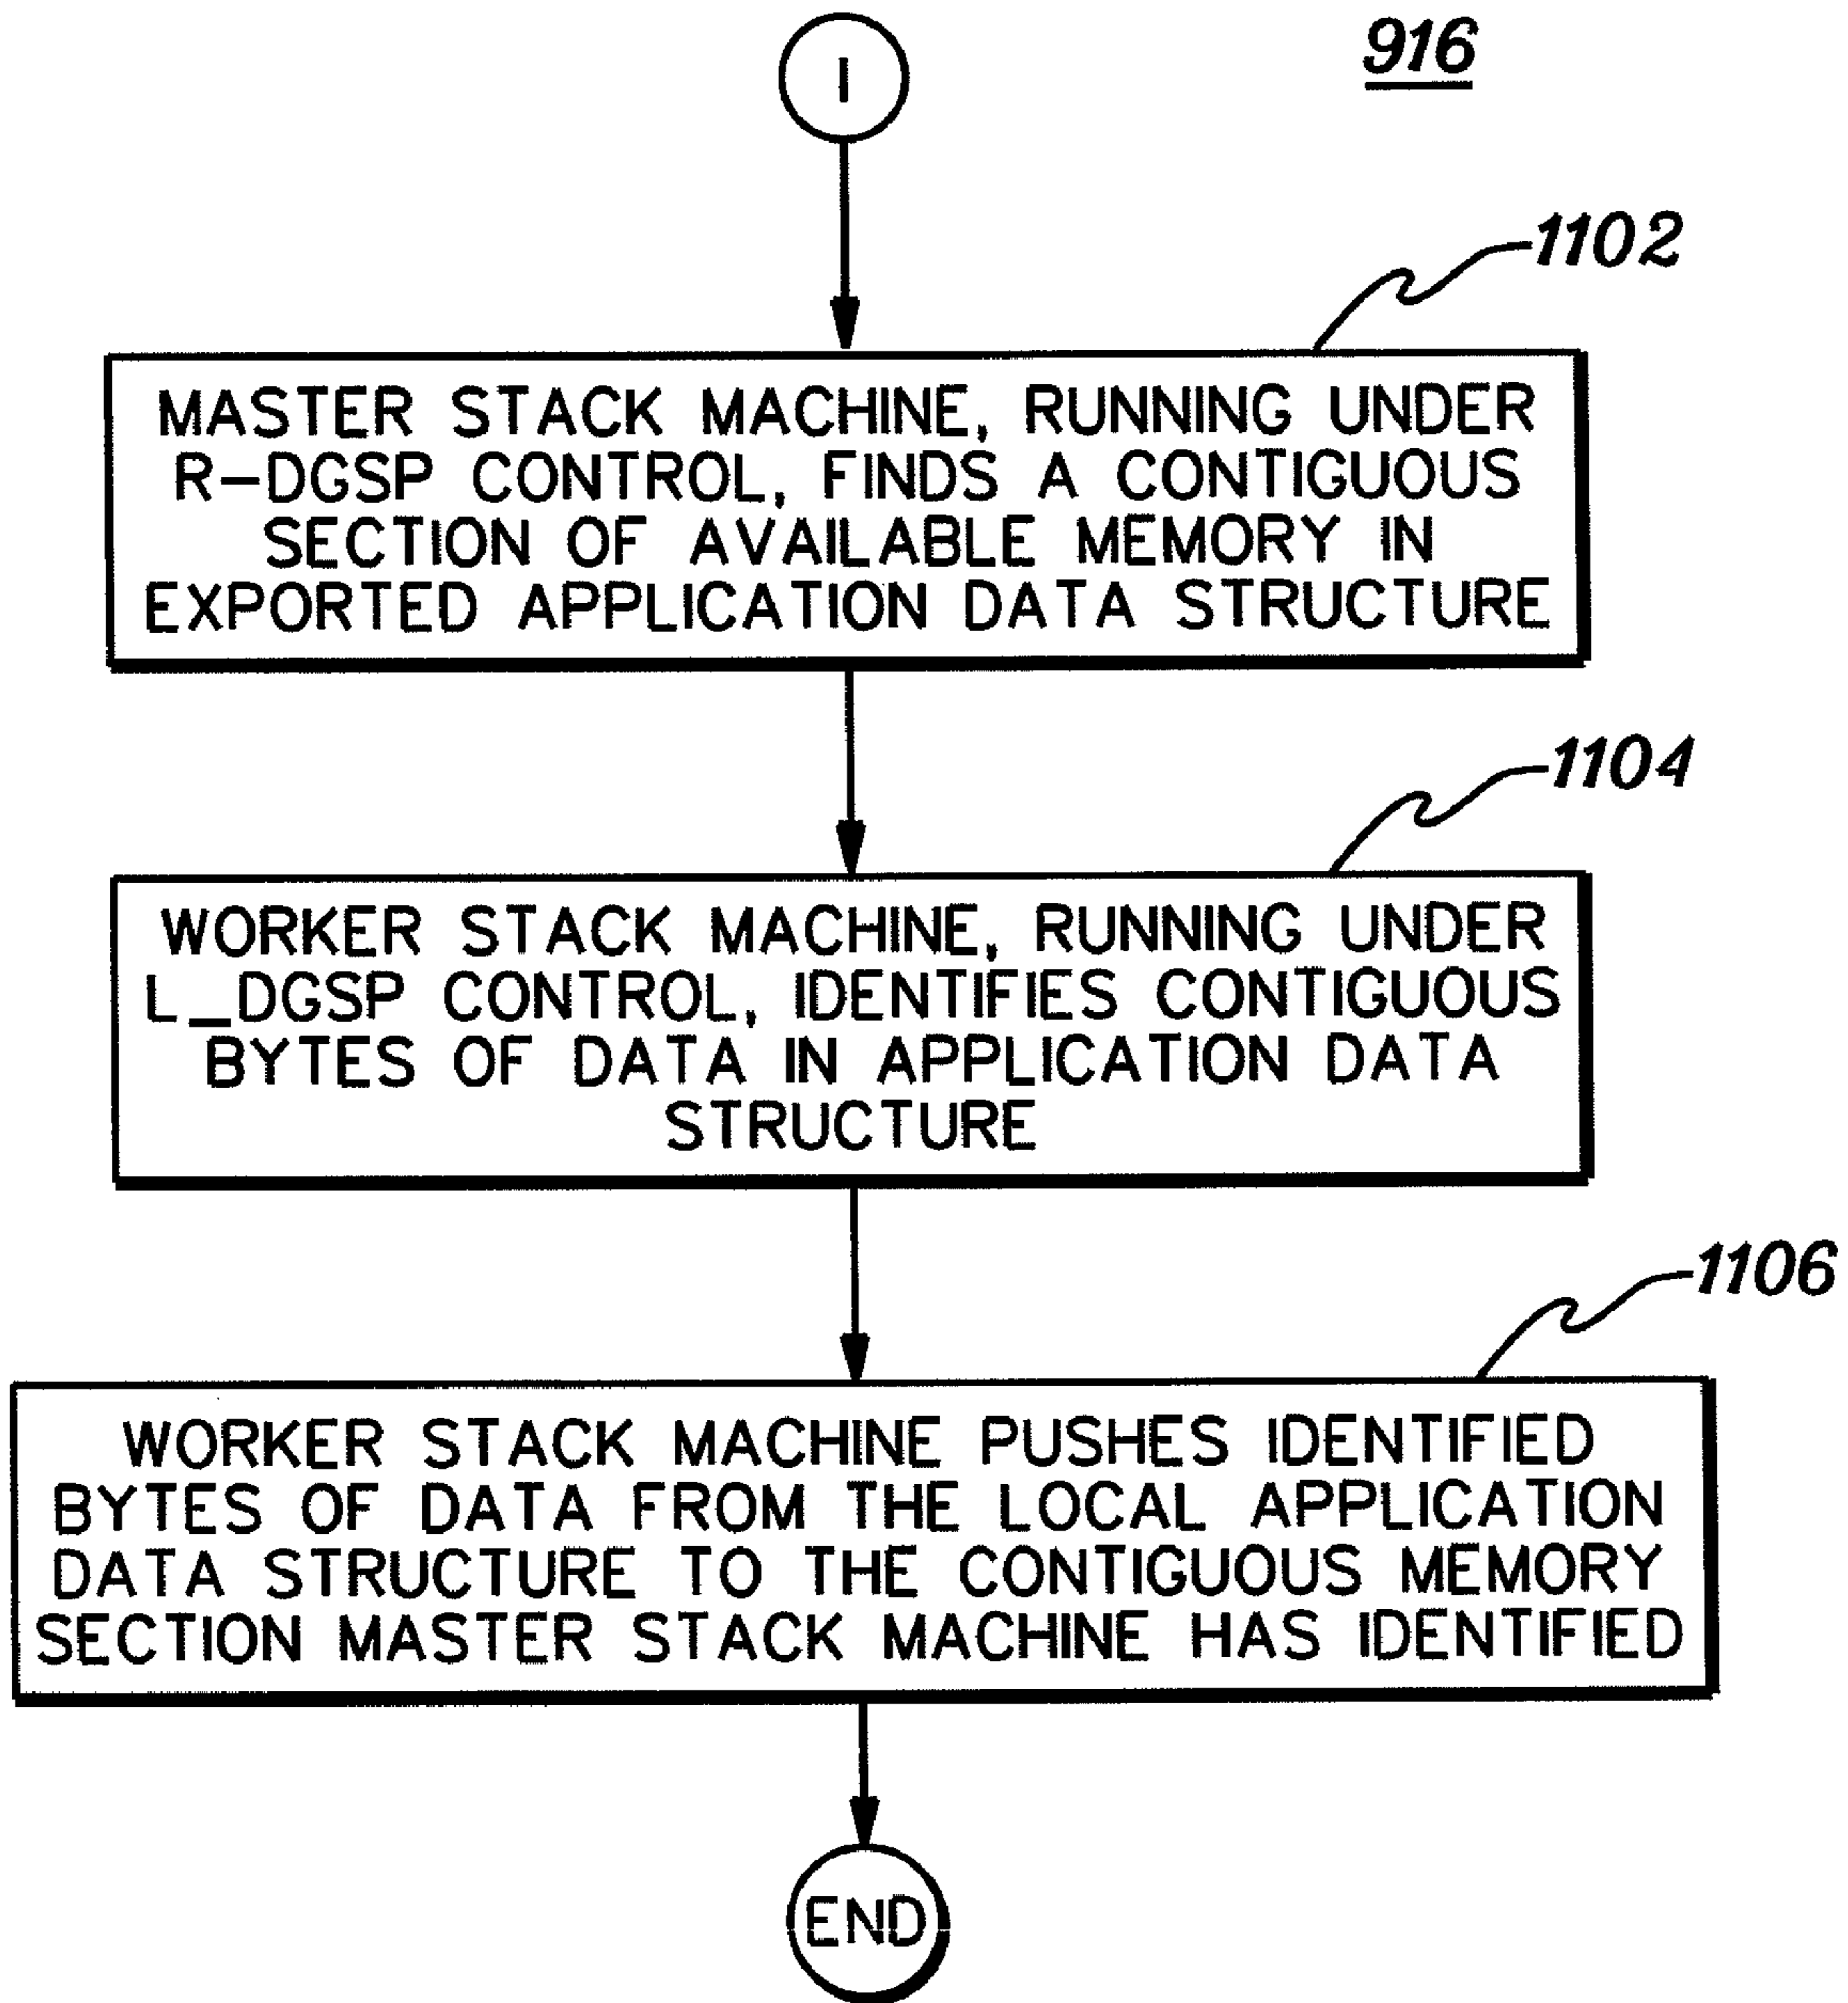 I
916
1102
MASTER STACK MACHINE, RUNNING UNDER
R-DGSP CONTROL, FINDS A CONTIGUOUS
SECTION OF AVAILABLE MEMORY IN
EXPORTED APPLICATION DATA STRUCTURE
1104
WORKER STACK MACHINE, RUNNING UNDER
L_DGSP CONTROL, IDENTIFIES CONTIGUOUS
BYTES OF DATA IN APPLICATION DATA
STRUCTURE
1106
WORKER STACK MACHINE PUSHES IDENTIFIED
BYTES OF DATA FROM THE LOCAL APPLICATION
DATA STRUCTURE TO THE CONTIGUOUS MEMORY
SECTION MASTER STACK MACHINE HAS IDENTIFIED
END